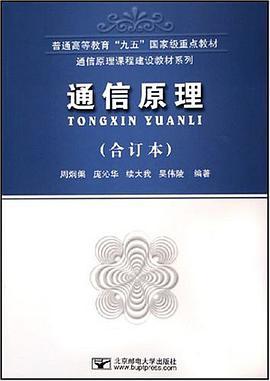 普通高等教育“九五”国家级重点教材
通信原理课程建设教材系列
通信原理
TONGXIN YUANLI
(合订本)
周炯槃 庞沁华 续大我 吴伟陵 编著
北京邮电大学出版社
www.buptpress.com